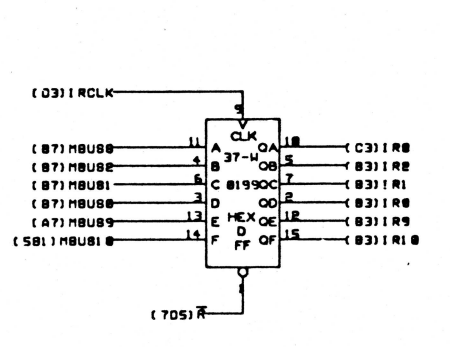 (D3)IRCLK
9
CLK
(B7)MBUS8 11 A QA 10 (C3)IR8
37-W
(B7)MBUS2 4 B QB 5 (B3)IR2
(B7)MBUS1 6 C 0199 QC 7 (B3)IR1
(B7)MBUS0 3 D QD 2 (B3)IR0
(A7)MBUS9 13 E HEX QE 12 (B3)IR9
D
(5B1)MBUS10 14 F FF QF 15 (B3)IR10
1
(7D5)R̅